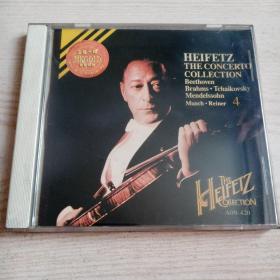 HEIFETZ
THE CONCERTO
COLLECTION
Beethoven
Brahms · Tchaikovsky
Mendelssohn
Munch · Reiner 4
The
HEIFETZ
COLLECTION